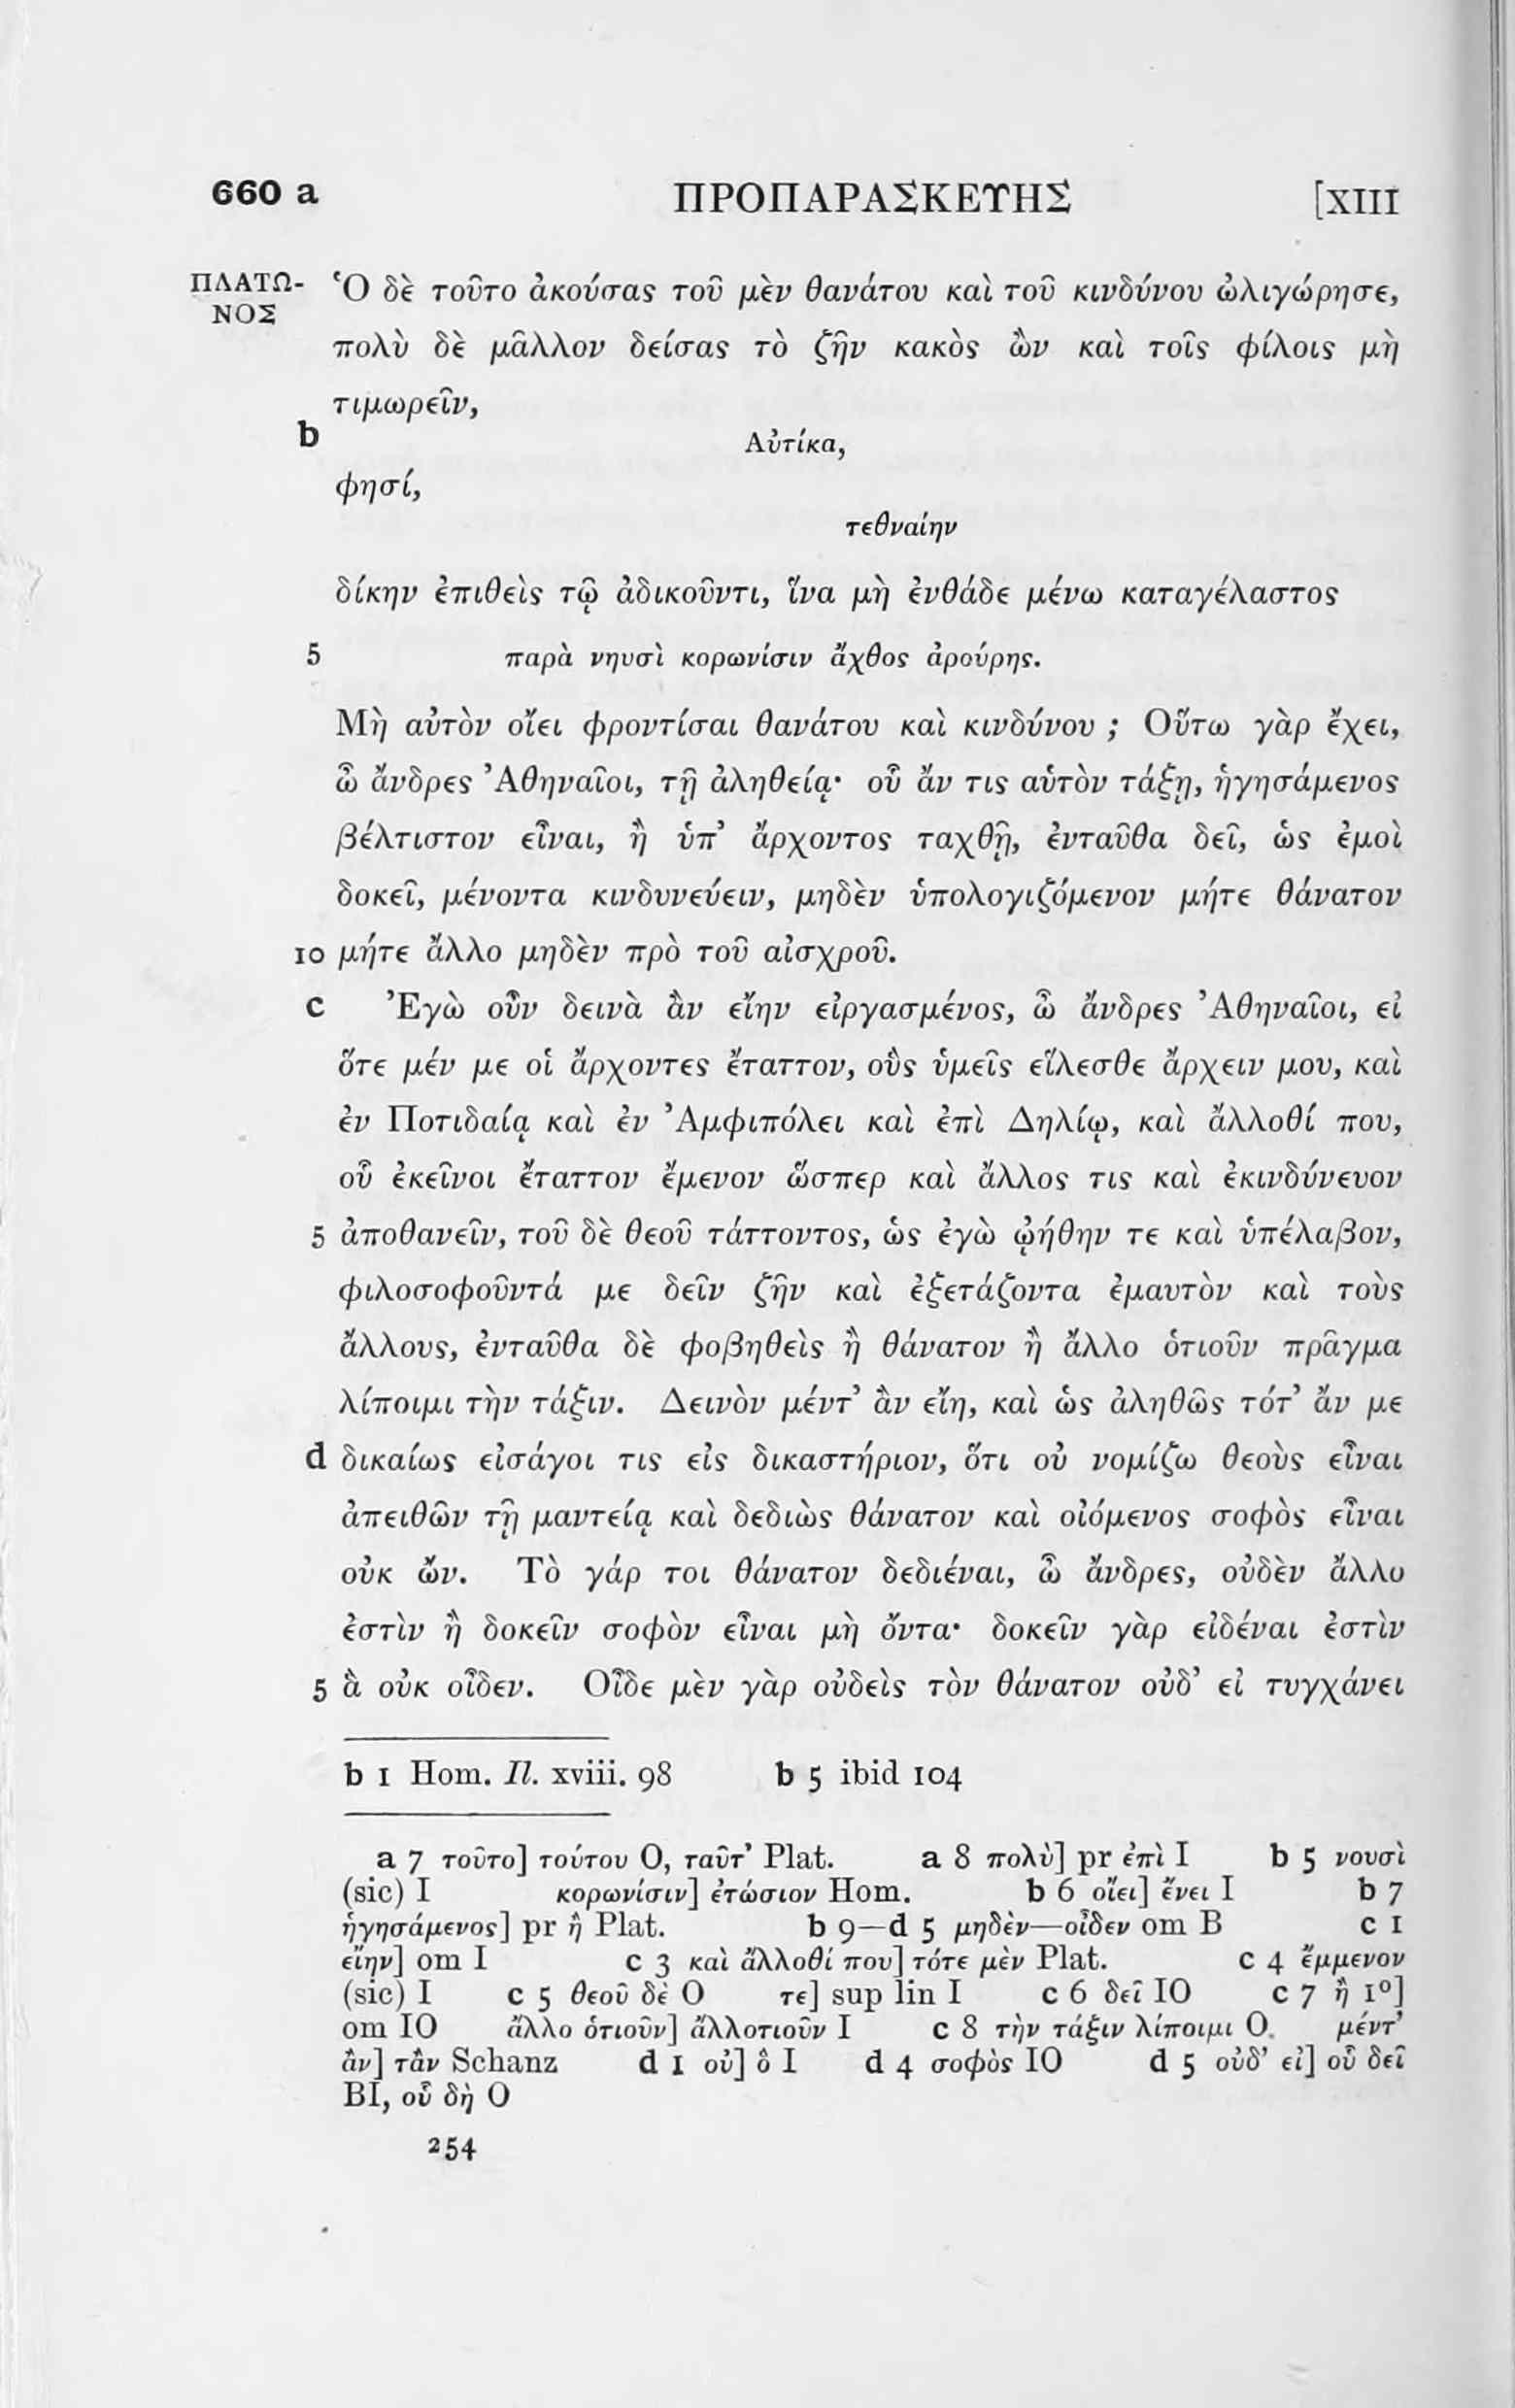 660 a ΠΡΟΠΑΡΑΣΚΕΥΗΣ [XIII
ΠΛΑΤΩ- Ὁ δὲ τοῦτο ἀκούσας τοῦ μὲν θανάτου καὶ τοῦ κινδύνου ὠλιγώρησε,
ΝΟΣ
πολὺ δὲ μᾶλλον δείσας τὸ ζῆν κακὸς ὢν καὶ τοῖς φίλοις μὴ
τιμωρεῖν,
b Αὐτίκα,
φησί,
τεθναίην
δίκην ἐπιθεὶς τῷ ἀδικοῦντι, ἵνα μὴ ἐνθάδε μένω καταγέλαστος
5 παρὰ νηυσὶ κορωνίσιν ἄχθος ἀρούρης.
Μὴ αὐτὸν οἴει φροντίσαι θανάτου καὶ κινδύνου ; Οὕτω γὰρ ἔχει,
ὦ ἄνδρες Ἀθηναῖοι, τῇ ἀληθείᾳ· οὗ ἄν τις αὑτὸν τάξῃ, ἡγησάμενος
βέλτιστον εἶναι, ἢ ὑπ’ ἄρχοντος ταχθῇ, ἐνταῦθα δεῖ, ὡς ἐμοὶ
δοκεῖ, μένοντα κινδυνεύειν, μηδὲν ὑπολογιζόμενον μήτε θάνατον
10 μήτε ἄλλο μηδὲν πρὸ τοῦ αἰσχροῦ.
c Ἐγὼ οὖν δεινὰ ἂν εἴην εἰργασμένος, ὦ ἄνδρες Ἀθηναῖοι, εἰ
ὅτε μέν με οἱ ἄρχοντες ἔταττον, οὓς ὑμεῖς εἵλεσθε ἄρχειν μου, καὶ
ἐν Ποτιδαίᾳ καὶ ἐν Ἀμφιπόλει καὶ ἐπὶ Δηλίῳ, καὶ ἄλλοθί που,
οὗ ἐκεῖνοι ἔταττον ἔμενον ὥσπερ καὶ ἄλλος τις καὶ ἐκινδύνευον
5 ἀποθανεῖν, τοῦ δὲ θεοῦ τάττοντος, ὡς ἐγὼ ᾠήθην τε καὶ ὑπέλαβον,
φιλοσοφοῦντά με δεῖν ζῆν καὶ ἐξετάζοντα ἐμαυτὸν καὶ τοὺς
ἄλλους, ἐνταῦθα δὲ φοβηθεὶς ἢ θάνατον ἢ ἄλλο ὁτιοῦν πρᾶγμα
λίποιμι τὴν τάξιν. Δεινὸν μέντ’ ἂν εἴη, καὶ ὡς ἀληθῶς τότ’ ἄν με
d δικαίως εἰσάγοι τις εἰς δικαστήριον, ὅτι οὐ νομίζω θεοὺς εἶναι
ἀπειθῶν τῇ μαντείᾳ καὶ δεδιὼς θάνατον καὶ οἰόμενος σοφὸς εἶναι
οὐκ ὤν. Τὸ γάρ τοι θάνατον δεδιέναι, ὦ ἄνδρες, οὐδὲν ἄλλο
ἐστὶν ἢ δοκεῖν σοφὸν εἶναι μὴ ὄντα· δοκεῖν γὰρ εἰδέναι ἐστὶν
5 ἃ οὐκ οἶδεν. Οἶδε μὲν γὰρ οὐδεὶς τὸν θάνατον οὐδ’ εἰ τυγχάνει
b 1 Hom. Il. xviii. 98 b 5 ibid 104
a 7 τοῦτο] τούτου O, ταῦτ’ Plat. a 8 πολὺ] pr ἐπὶ I b 5 νουσὶ
(sic) I κορωνίσιν] ἐτώσιον Hom. b 6 οἴει] ἔνει I b 7
ἡγησάμενος] pr ἢ Plat. b 9—d 5 μηδὲν—οἶδεν om B c 1
εἴην] om I c 3 καὶ ἄλλοθί που] τότε μὲν Plat. c 4 ἔμμενον
(sic) I c 5 θεοῦ δὲ O τε] sup lin I c 6 δεῖ IO c 7 ἢ 1º]
om IO ἄλλο ὁτιοῦν] ἄλλοτιοῦν I c 8 τὴν τάξιν λίποιμι O μέντ’
ἂν] τἂν Schanz d 1 οὐ] ὃ I d 4 σοφὸς IO d 5 οὐδ’ εἰ] οὗ δεῖ
BI, οὗ δὴ O
254